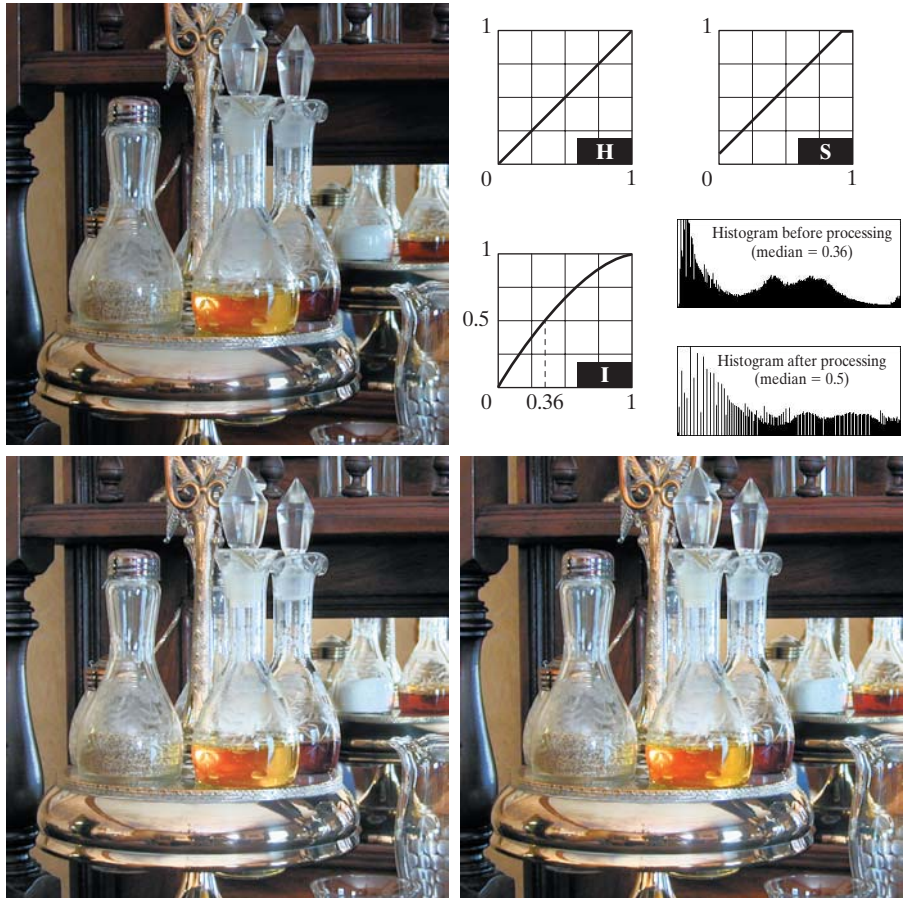 1
H
0
1
1
S
0
1
1
0.5
I
0
0.36
1
Histogram before processing
(median = 0.36)
Histogram after processing
(median = 0.5)